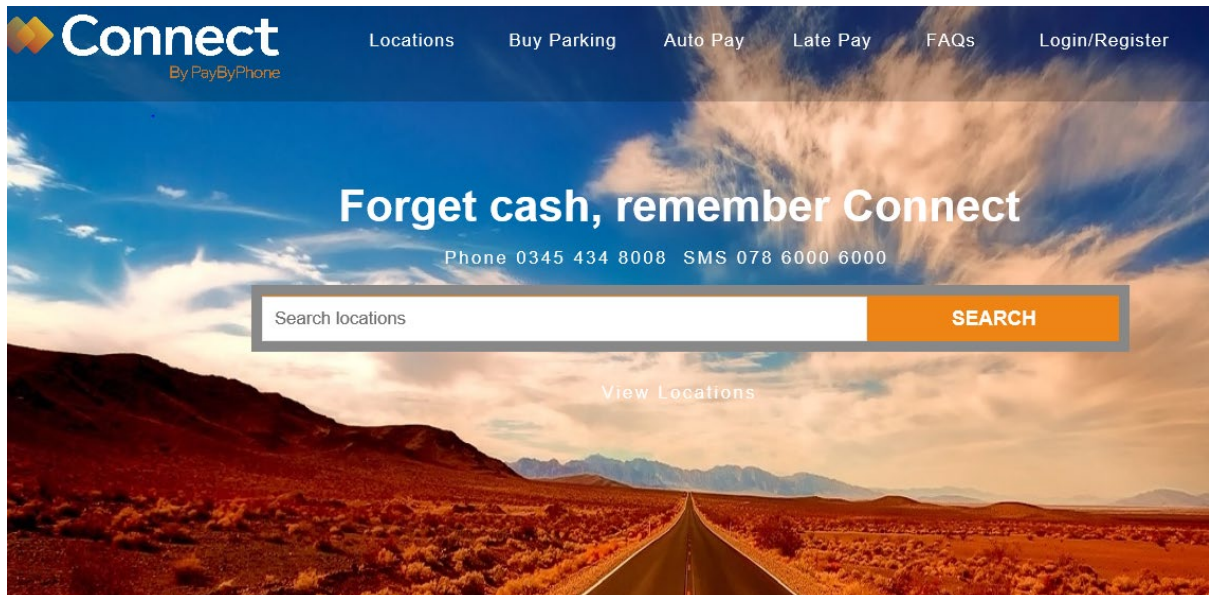 Connect
By PayByPhone
Locations Buy Parking Auto Pay Late Pay FAQs Login/Register
Forget cash, remember Connect
Phone 0345 434 8008 SMS 078 6000 6000
Search locations SEARCH
View Locations